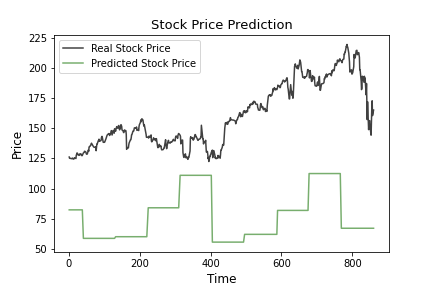 Stock Price Prediction
Real Stock Price
Predicted Stock Price
225
200
175
150
125
100
75
50
Price
0 200 400 600 800
Time